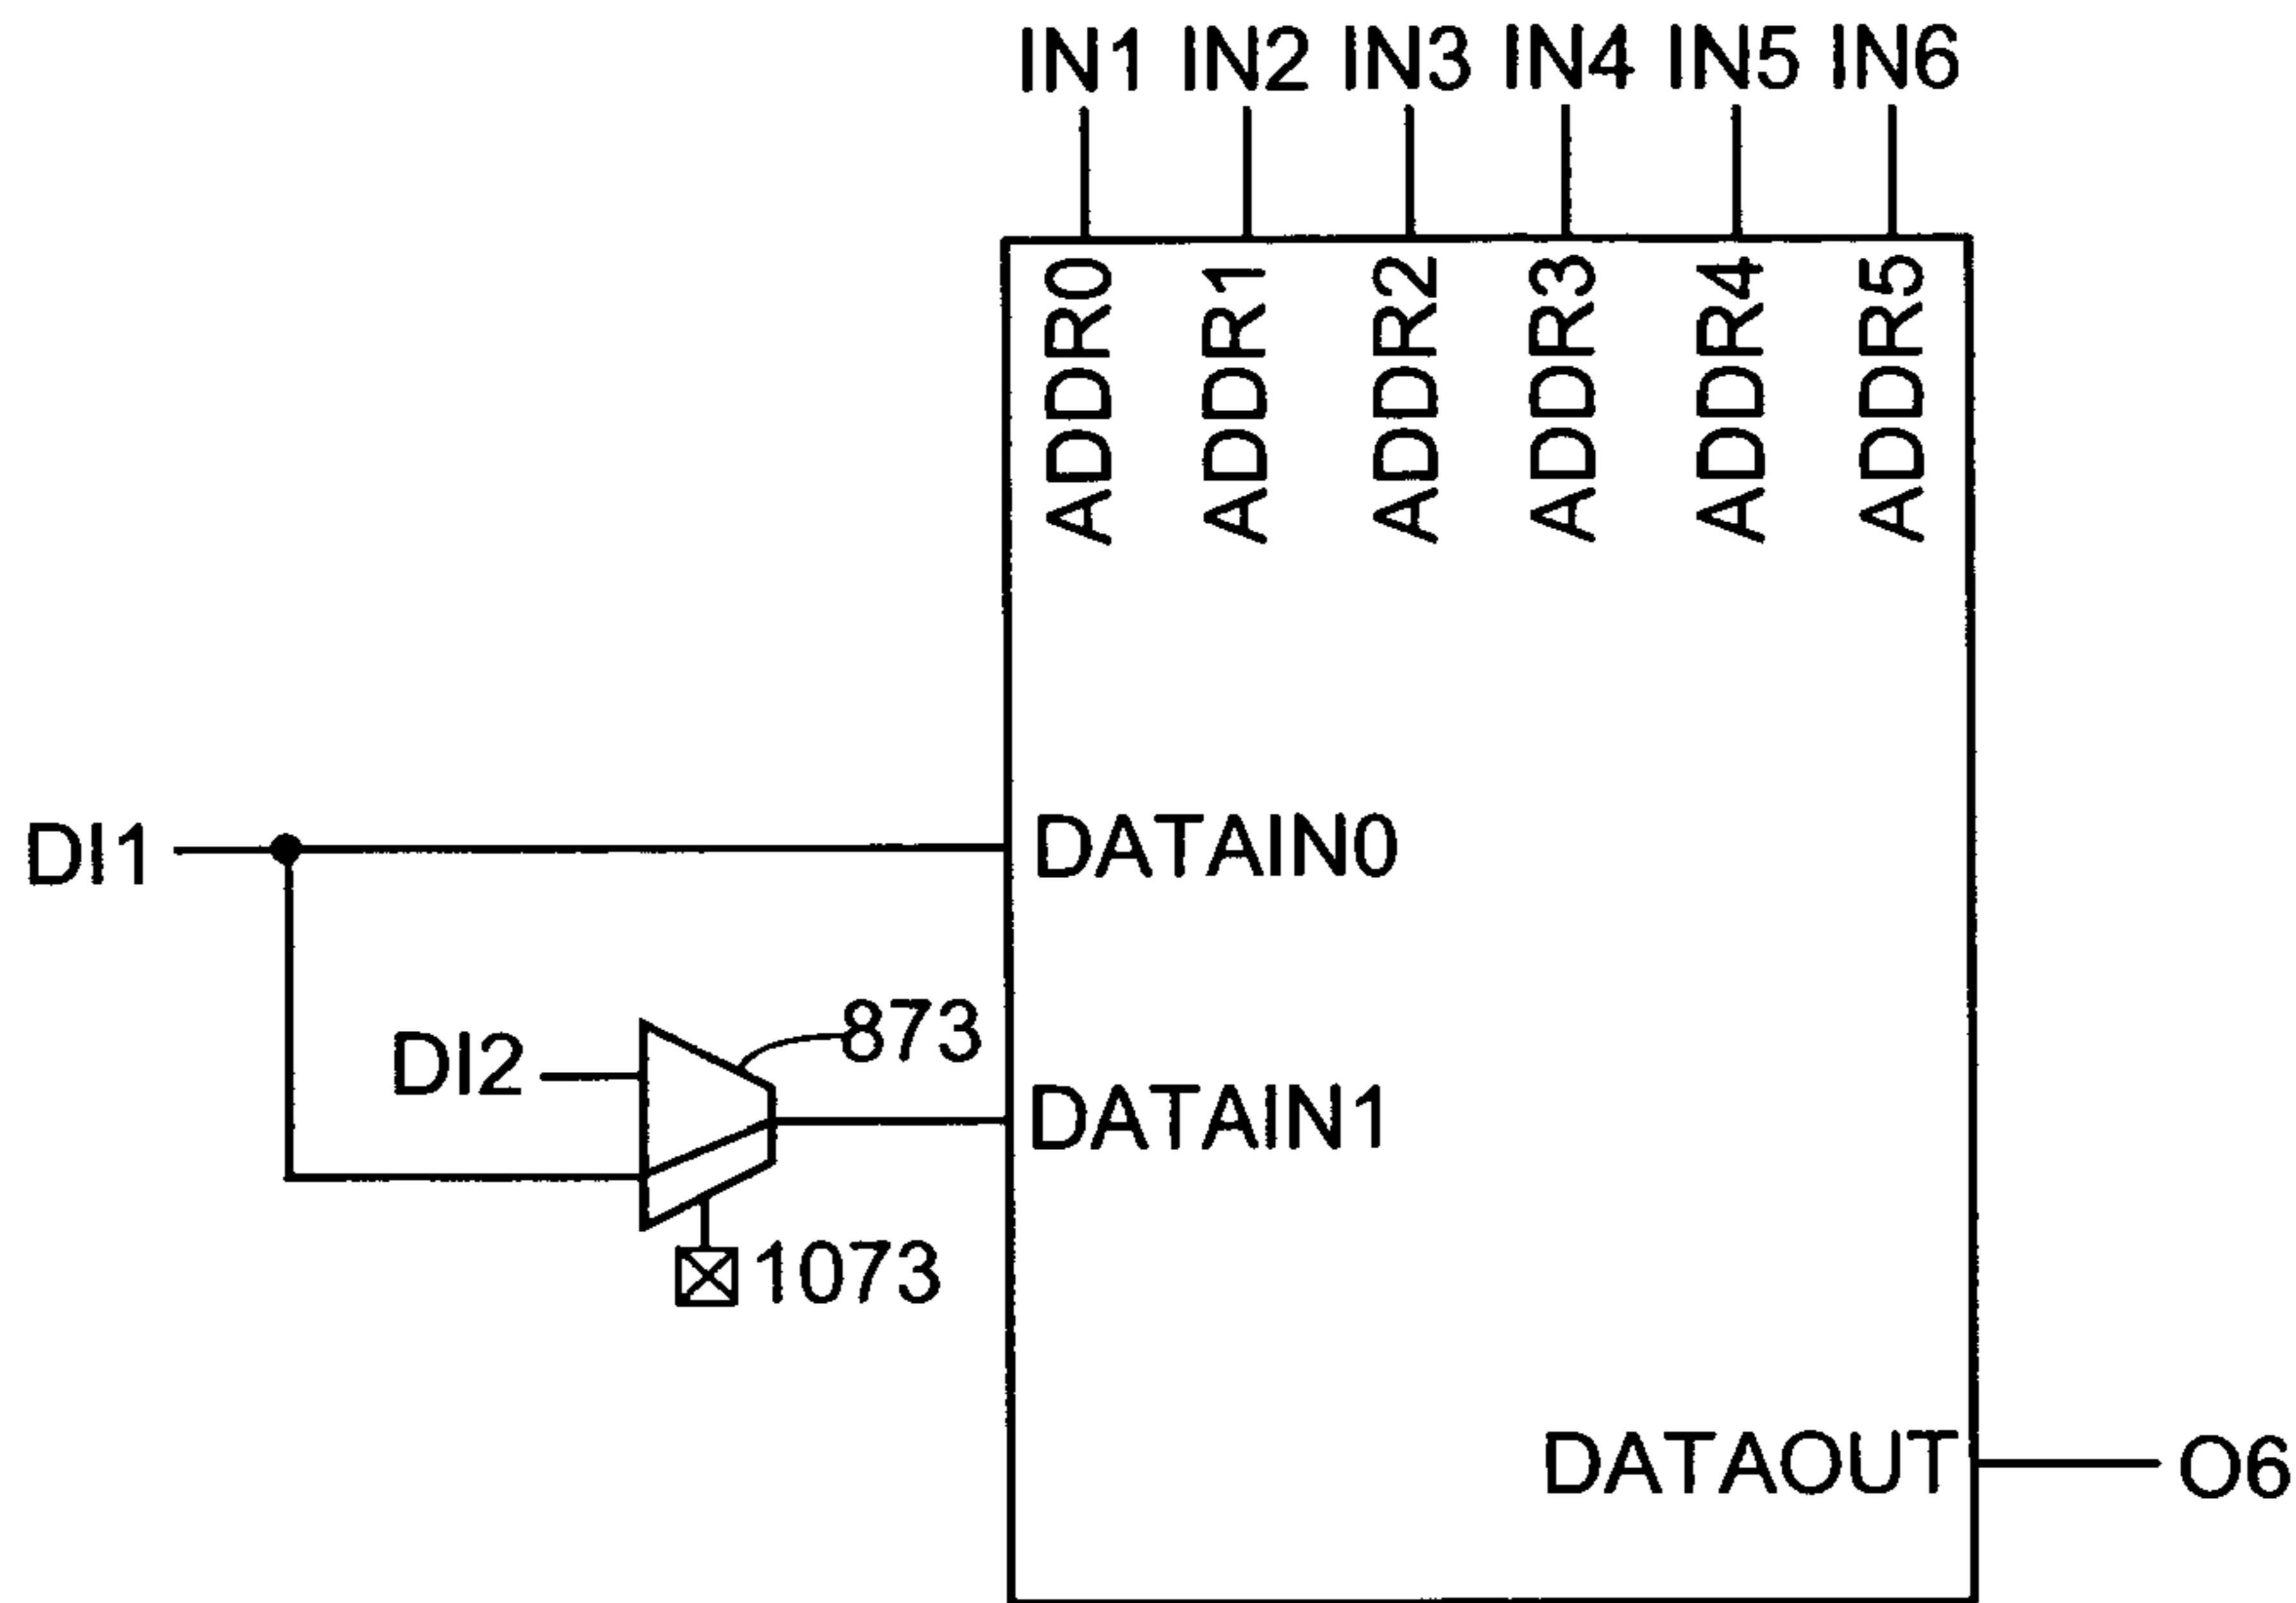 IN1 IN2 IN3 IN4 IN5 IN6
ADDR0
ADDR1
ADDR2
ADDR3
ADDR4
ADDR5
DI1
DATAIN0
873
DI2
DATAIN1
1073
DATAOUT
O6